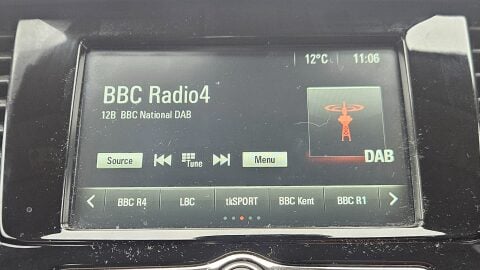 12°C 11:06
BBC Radio4
12B BBC National DAB
Source Tune Menu
DAB
BBC R4 LBC tkSPORT BBC Kent BBC R1